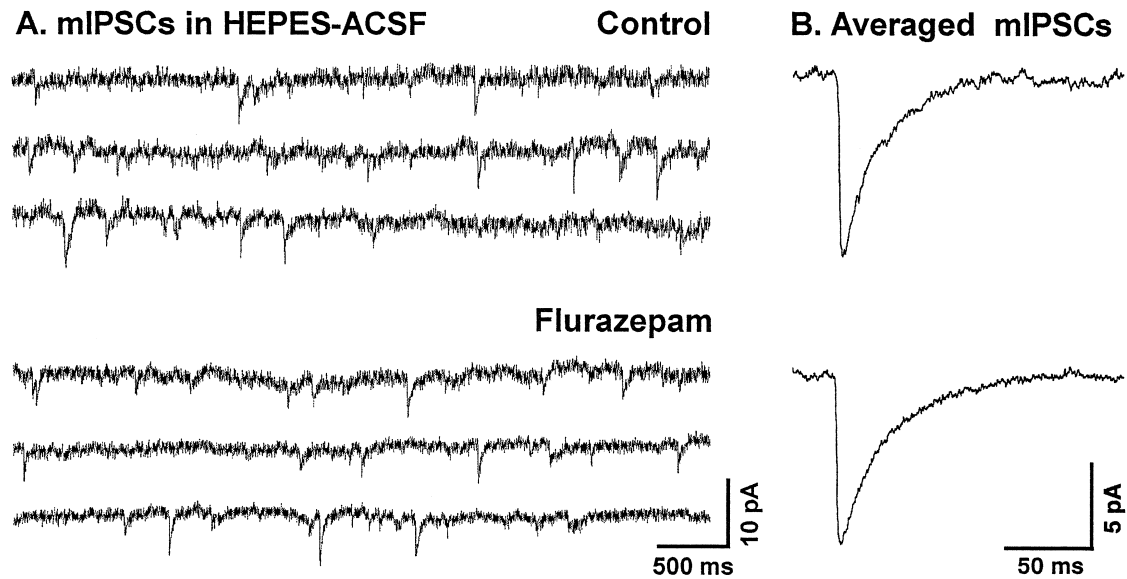 A. mIPSCs in HEPES-ACSF Control
B. Averaged mIPSCs
Flurazepam
10 pA
500 ms
5 pA
50 ms